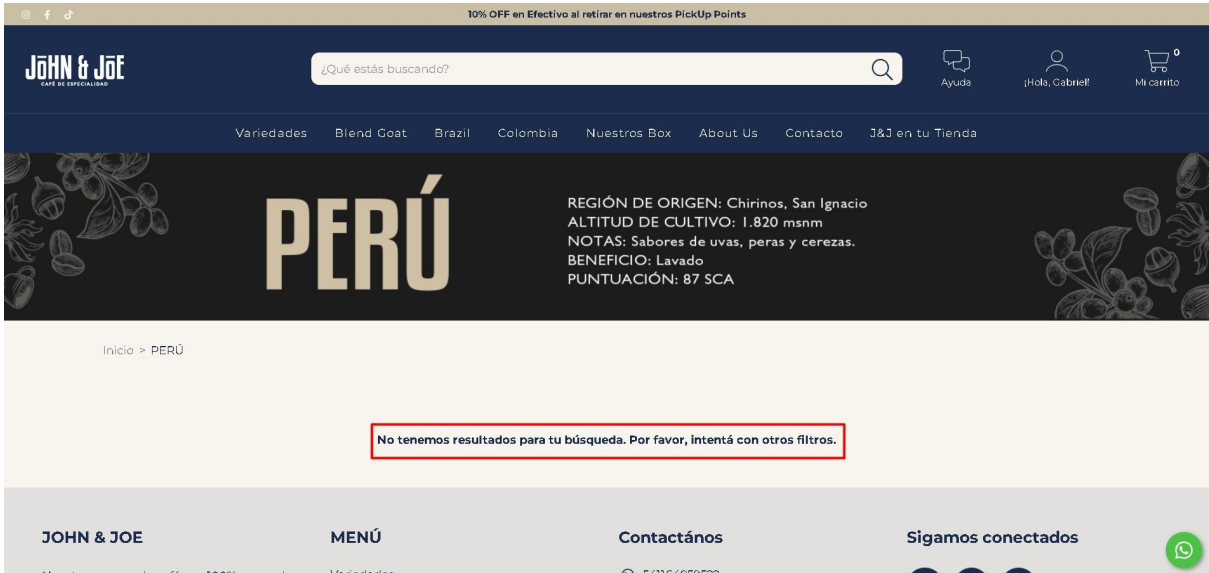 10% OFF en Efectivo al retirar en nuestros PickUp Points
JOHN & JOE
CAFÉ DE ESPECIALIDAD
¿Qué estás buscando?
Ayuda
¡Hola, Gabriel!
0
Mi carrito
Variedades Blend Goat Brazil Colombia Nuestros Box About Us Contacto J&J en tu Tienda
PERÚ
REGIÓN DE ORIGEN: Chirinos, San Ignacio
ALTITUD DE CULTIVO: 1.820 msnm
NOTAS: Sabores de uvas, peras y cerezas.
BENEFICIO: Lavado
PUNTUACIÓN: 87 SCA
Inicio > PERÚ
No tenemos resultados para tu búsqueda. Por favor, intentá con otros filtros.
JOHN & JOE MENÚ Contactános Sigamos conectados
Variedades